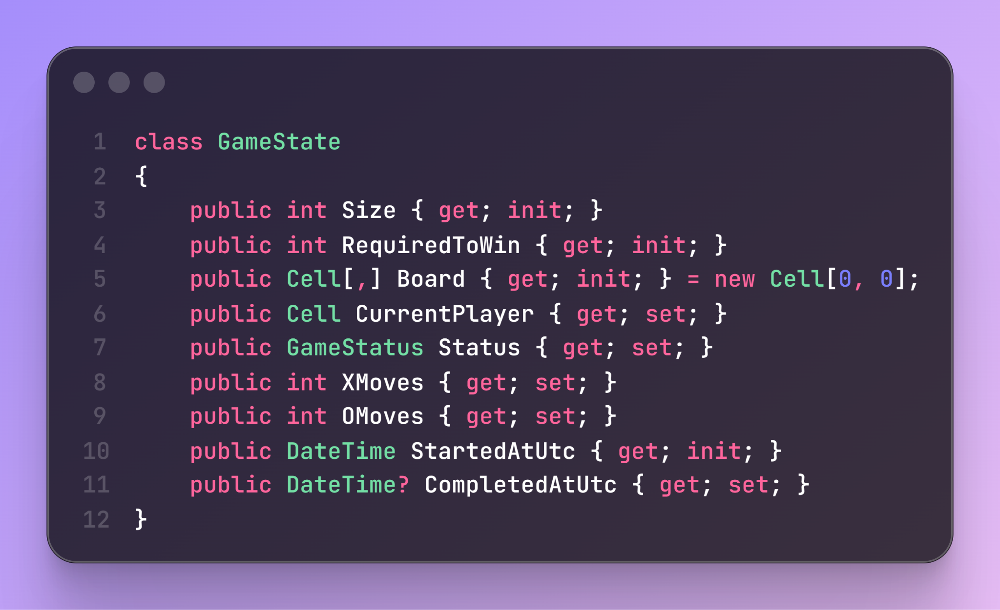 1 class GameState
2 {
3     public int Size { get; init; }
4     public int RequiredToWin { get; init; }
5     public Cell[,] Board { get; init; } = new Cell[0, 0];
6     public Cell CurrentPlayer { get; set; }
7     public GameStatus Status { get; set; }
8     public int XMoves { get; set; }
9     public int OMoves { get; set; }
10     public DateTime StartedAtUtc { get; init; }
11     public DateTime? CompletedAtUtc { get; set; }
12 }